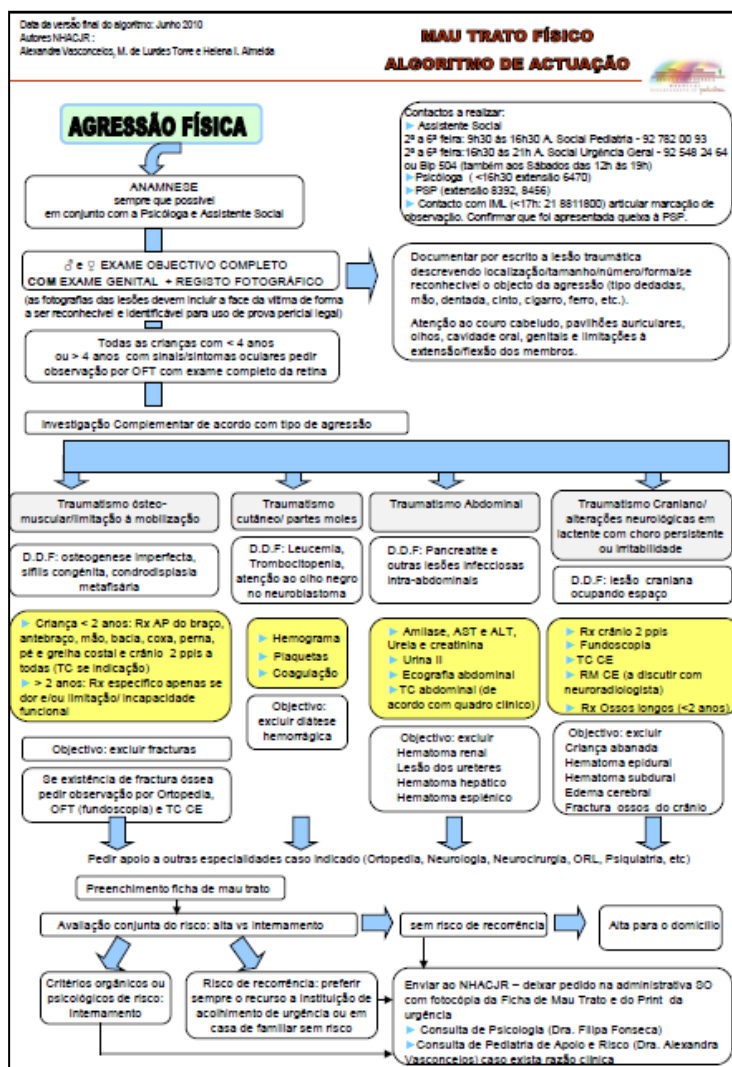 Data da versão final do algoritmo: Junho 2010
Autores NHACJR :
Alexandra Vasconcelos, M. de Lurdes Torre e Helena I. Almeida
MAU TRATO FÍSICO
ALGORITMO DE ACTUAÇÃO
AGRESSÃO FÍSICA
Contactos a realizar:
► Assistente Social
2ª a 6ª feira: 9h30 às 16h30 A. Social Pediatria - 92 782 00 93
2ª a 6ª feira:16h30 às 21h A. Social Urgência Geral - 92 548 24 64
ou Bip 504 (também aos Sábados das 12h às 19h)
►Psicóloga ( <16h30 extensão 6470)
►PSP (extensão 8392, 8456)
► Contacto com IML (<17h: 21 8811800) articular marcação de
observação. Confirmar que foi apresentada queixa à PSP.
ANAMNESE
sempre que possível
em conjunto com a Psicóloga e Assistente Social
♂ e ♀ EXAME OBJECTIVO COMPLETO
COM EXAME GENITAL + REGISTO FOTOGRÁFICO
(as fotografias das lesões devem incluir a face da vítima de forma
a ser reconhecível e identificável para uso de prova pericial legal)
Documentar por escrito a lesão traumática
descrevendo localização/tamanho/número/forma/se
reconhecível o objecto da agressão (tipo dedadas,
mão, dentada, cinto, cigarro, ferro, etc.).
Atenção ao couro cabeludo, pavilhões auriculares,
olhos, cavidade oral, genitais e limitações à
extensão/flexão dos membros.
Todas as crianças com < 4 anos
ou > 4 anos com sinais/sintomas oculares pedir
observação por OFT com exame completo da retina
Investigação Complementar de acordo com tipo de agressão
Traumatismo ósteo-
muscular/limitação à mobilização
D.D.F: osteogenese imperfecta,
sífilis congénita, condrodisplasia
metafisária
► Criança < 2 anos: Rx AP do braço,
antebraço, mão, bacia, coxa, perna,
pé e grelha costal e crânio 2 ppls a
todas (TC se indicação)
► > 2 anos: Rx específico apenas se
dor e/ou limitação/ incapacidade
funcional
Objectivo: excluir fracturas
Se existência de fractura óssea
pedir observação por Ortopedia,
OFT (fundoscopia) e TC CE
Traumatismo
cutâneo/ partes moles
D.D.F: Leucemia,
Trombocitopenia,
atenção ao olho negro
no neuroblastoma
► Hemograma
► Plaquetas
► Coagulação
Objectivo:
excluir diátese
hemorrágica
Traumatismo Abdominal
D.D.F: Pancreatite e
outras lesões infecciosas
intra-abdominais
► Amilase, AST e ALT,
Ureia e creatinina
► Urina II
► Ecografia abdominal
►TC abdominal (de
acordo com quadro clínico)
Objectivo: excluir
Hematoma renal
Lesão dos ureteres
Hematoma hepático
Hematoma esplénico
Traumatismo Craniano/
alterações neurológicas em
lactente com choro persistente
ou irritabilidade
D.D.F: lesão craniana
ocupando espaço
► Rx crânio 2 ppls
► Fundoscopia
► TC CE
► RM CE (a discutir com
neuroradiologista)
► Rx Ossos longos (<2 anos),
Objectivo: excluir
Criança abanada
Hematoma epidural
Hematoma subdural
Edema cerebral
Fractura ossos do crânio
Pedir apoio a outras especialidades caso indicado (Ortopedia, Neurologia, Neurocirurgia, ORL, Psiquiatria, etc)
Preenchimento ficha de mau trato
Avaliação conjunta do risco: alta vs internamento
sem risco de recorrência
Alta para o domicílio
Critérios orgânicos ou
psicológicos de risco:
Internamento
Risco de recorrência: preferir
sempre o recurso a instituição de
acolhimento de urgência ou em
casa de familiar sem risco
Enviar ao NHACJR – deixar pedido na administrativa SO
com fotocópia da Ficha de Mau Trato e do Print da
urgência
► Consulta de Psicologia (Dra. Filipa Fonseca)
►Consulta de Pediatria de Apoio e Risco (Dra. Alexandra
Vasconcelos) caso exista razão clínica